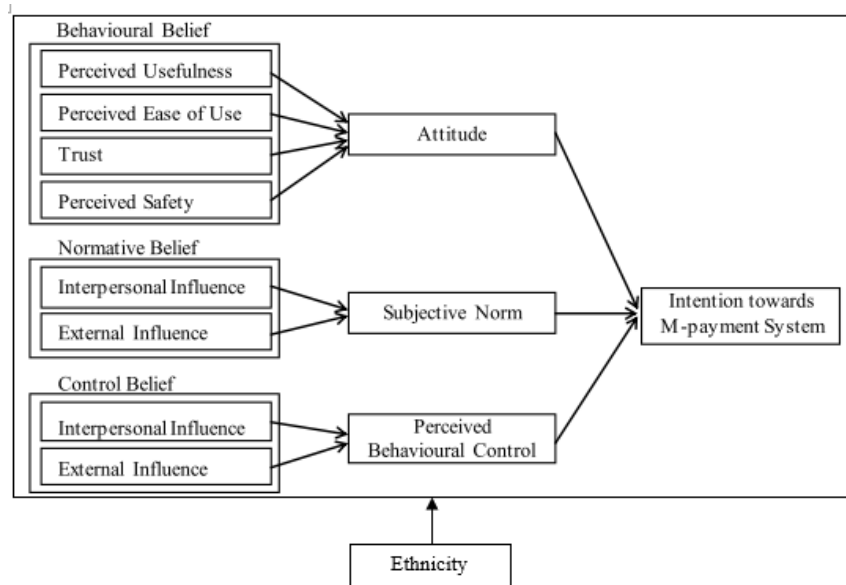 Behavioural Belief
Perceived Usefulness
Perceived Ease of Use
Trust
Perceived Safety
Attitude
Normative Belief
Interpersonal Influence
External Influence
Subjective Norm
Intention towards
M-payment System
Control Belief
Interpersonal Influence
External Influence
Perceived
Behavioural Control
Ethnicity